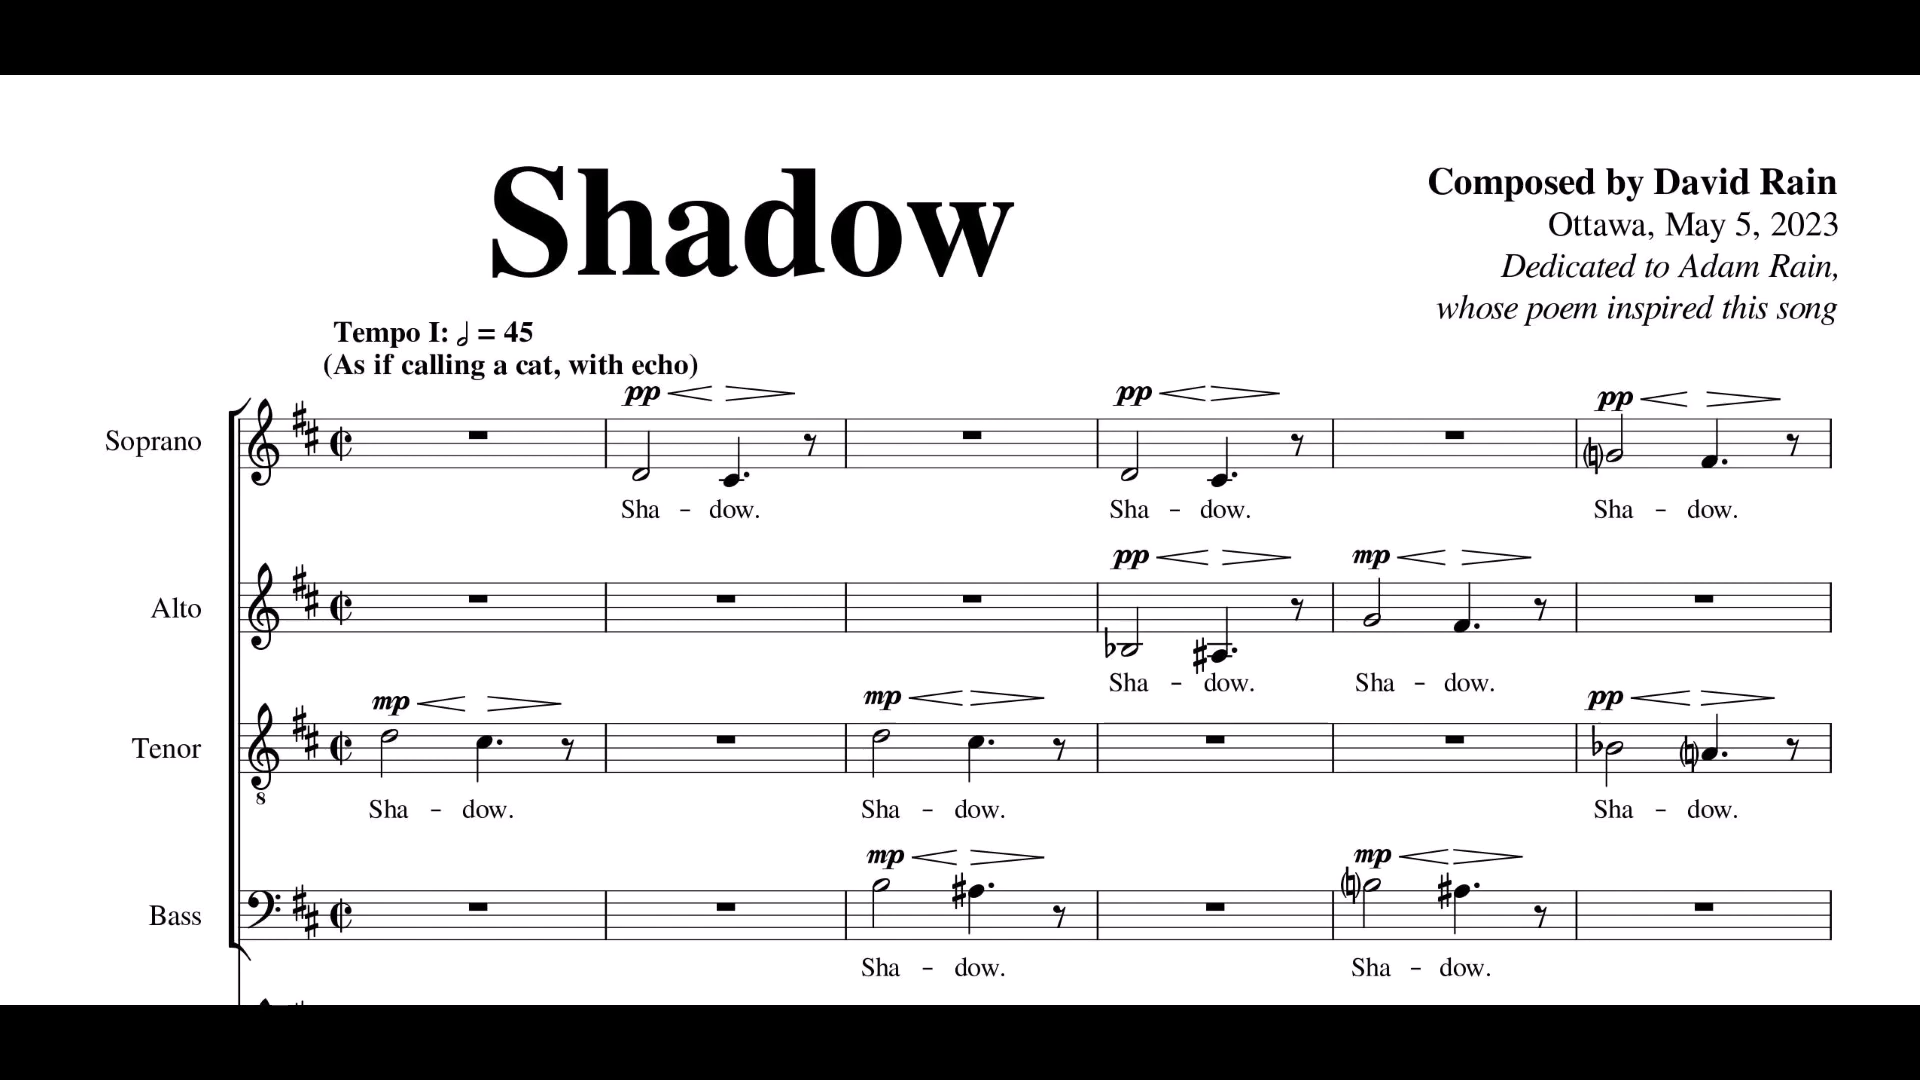 Shadow
Composed by David Rain
Ottawa, May 5, 2023
Dedicated to Adam Rain,
whose poem inspired this song
Tempo I: 𝅗𝅥 = 45
(As if calling a cat, with echo)
pp pp pp
Soprano
Sha – dow. Sha – dow. Sha – dow.
pp mp
Alto
Sha – dow. Sha – dow.
mp mp pp
Tenor
8
Sha – dow. Sha – dow. Sha – dow.
mp mp
Bass
Sha – dow. Sha – dow.